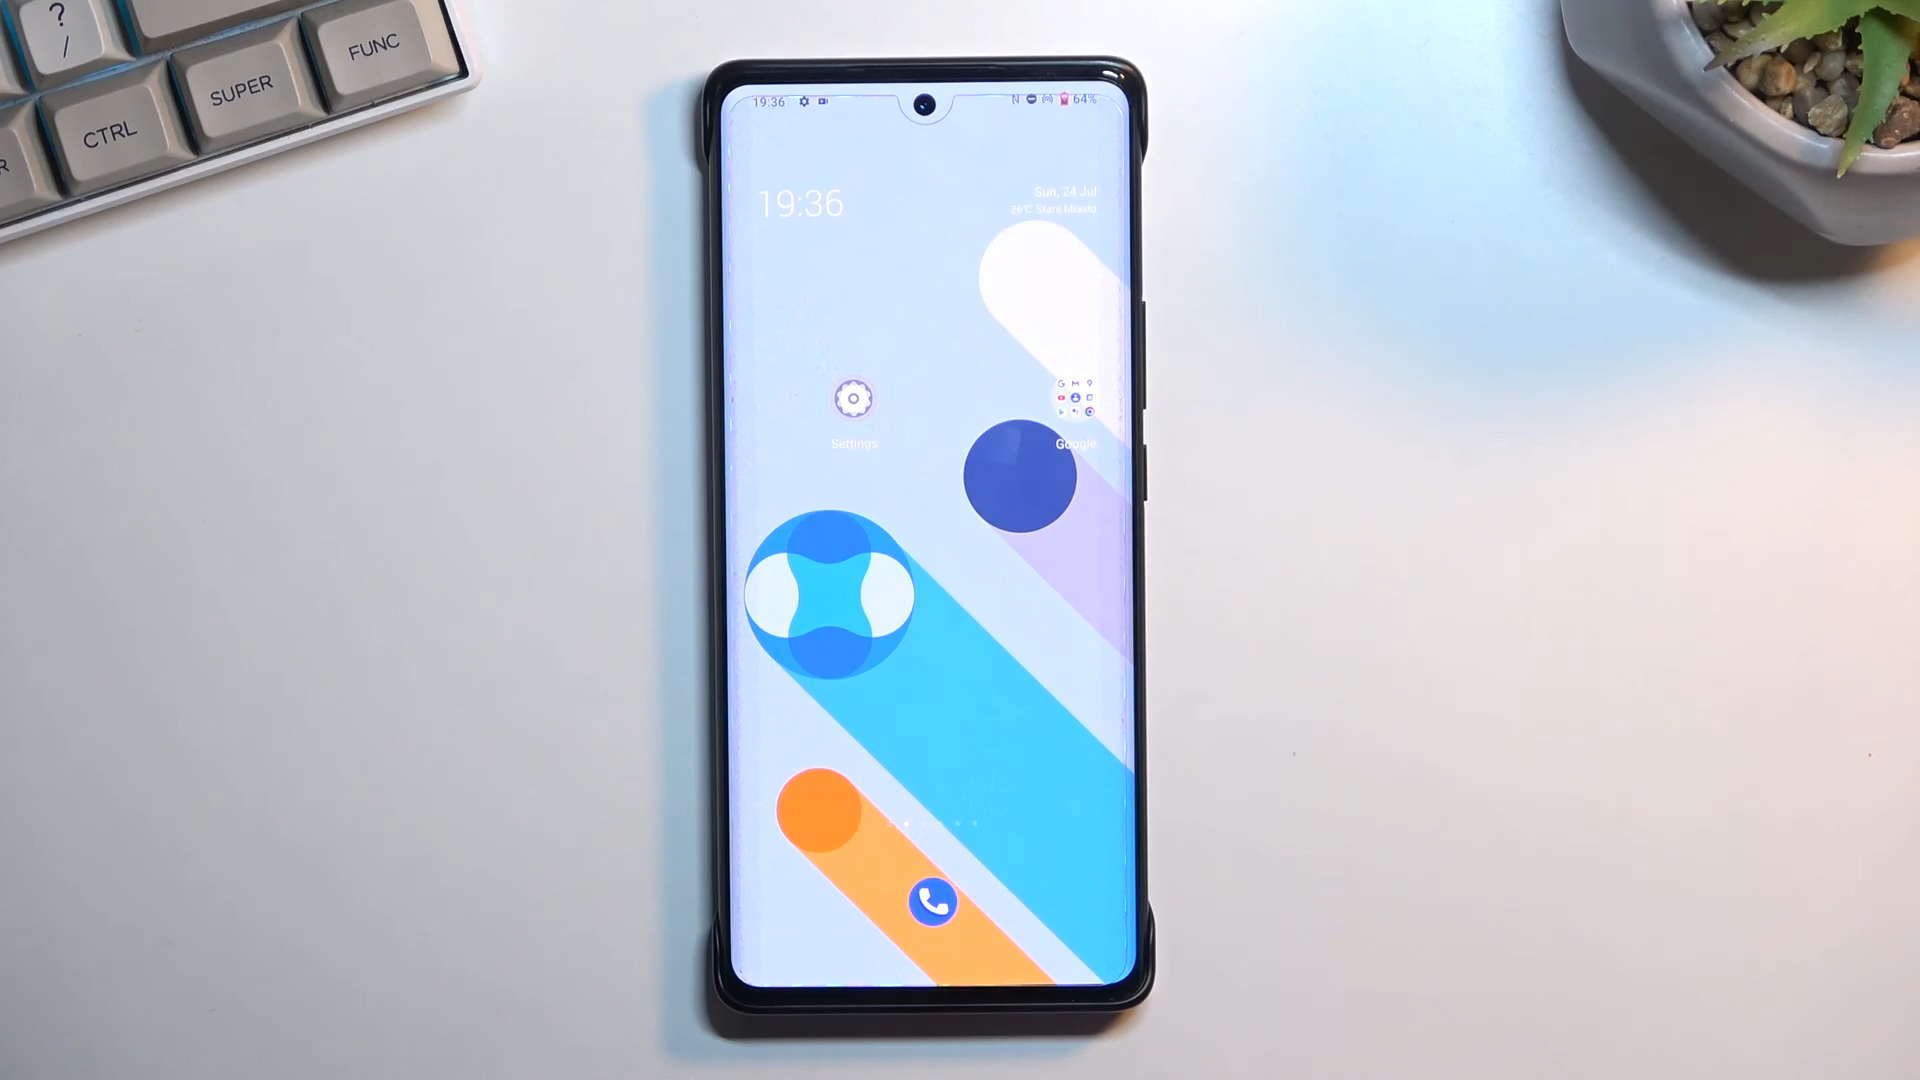 ?
/
FUNC
SUPER
CTRL
R
19:36
N
64%
19:36
Sun, 24 Jul
26°C Stare Miasto
Settings
Google